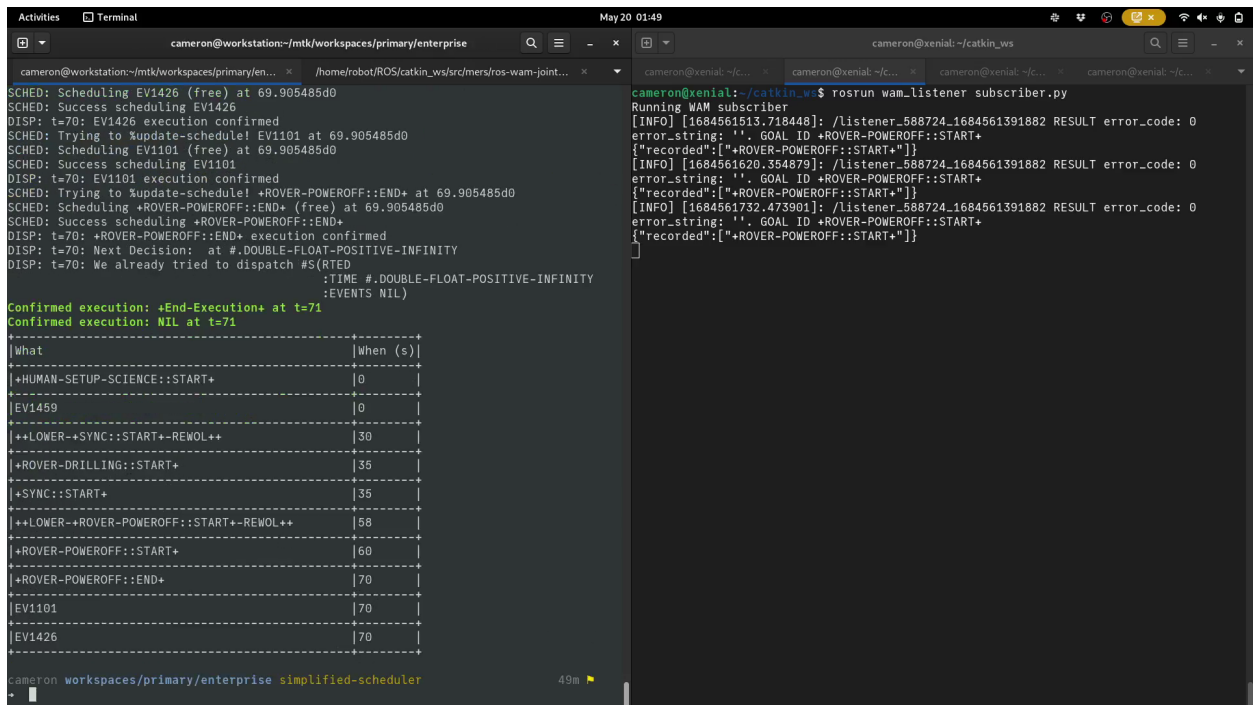 Activities Terminal May 20 01:49
cameron@workstation:~/mtk/workspaces/primary/enterprise
cameron@workstation:~/mtk/workspaces/primary/en... × /home/robot/ROS/catkin_ws/src/mers/ros-wam-joint... ×
SCHED: Scheduling EV1426 (free) at 69.905485d0
SCHED: Success scheduling EV1426
DISP: t=70: EV1426 execution confirmed
SCHED: Trying to %update-schedule! EV1101 at 69.905485d0
SCHED: Scheduling EV1101 (free) at 69.905485d0
SCHED: Success scheduling EV1101
DISP: t=70: EV1101 execution confirmed
SCHED: Trying to %update-schedule! +ROVER-POWEROFF::END+ at 69.905485d0
SCHED: Scheduling +ROVER-POWEROFF::END+ (free) at 69.905485d0
SCHED: Success scheduling +ROVER-POWEROFF::END+
DISP: t=70: +ROVER-POWEROFF::END+ execution confirmed
DISP: t=70: Next Decision:  at #.DOUBLE-FLOAT-POSITIVE-INFINITY
DISP: t=70: We already tried to dispatch #S(RTED
:TIME #.DOUBLE-FLOAT-POSITIVE-INFINITY
:EVENTS NIL)
Confirmed execution: +End-Execution+ at t=71
Confirmed execution: NIL at t=71
|What |When (s)|
|+HUMAN-SETUP-SCIENCE::START+ |0 |
|EV1459 |0 |
|++LOWER-+SYNC::START+-REWOL++ |30 |
|+ROVER-DRILLING::START+ |35 |
|+SYNC::START+ |35 |
|++LOWER-+ROVER-POWEROFF::START+-REWOL++ |58 |
|+ROVER-POWEROFF::START+ |60 |
|+ROVER-POWEROFF::END+ |70 |
|EV1101 |70 |
|EV1426 |70 |
cameron workspaces/primary/enterprise simplified-scheduler 49m
cameron@xenial: ~/catkin_ws
cameron@xenial: ~/c... × cameron@xenial: ~/c... × cameron@xenial: ~/c... × cameron@xenial: ~/c... ×
cameron@xenial:~/catkin_ws$ rosrun wam_listener subscriber.py
Running WAM subscriber
[INFO] [1684561513.718448]: /listener_588724_1684561391882 RESULT error_code: 0
error_string: ''. GOAL ID +ROVER-POWEROFF::START+
{"recorded":["+ROVER-POWEROFF::START+"]}
[INFO] [1684561620.354879]: /listener_588724_1684561391882 RESULT error_code: 0
error_string: ''. GOAL ID +ROVER-POWEROFF::START+
{"recorded":["+ROVER-POWEROFF::START+"]}
[INFO] [1684561732.473901]: /listener_588724_1684561391882 RESULT error_code: 0
error_string: ''. GOAL ID +ROVER-POWEROFF::START+
{"recorded":["+ROVER-POWEROFF::START+"]}